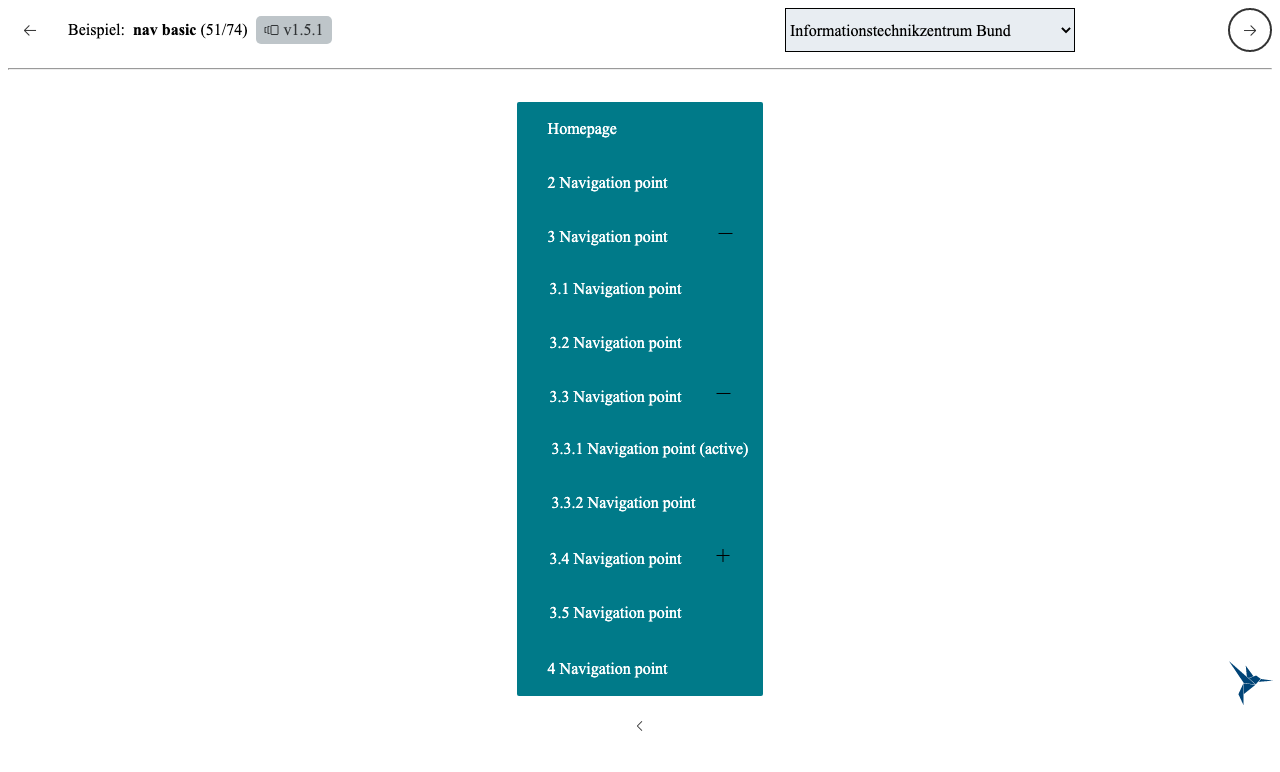 Beispiel: nav basic (51/74) v1.5.1
Informationstechnikzentrum Bund
Homepage
2 Navigation point
3 Navigation point
3.1 Navigation point
3.2 Navigation point
3.3 Navigation point
3.3.1 Navigation point (active)
3.3.2 Navigation point
3.4 Navigation point
3.5 Navigation point
4 Navigation point